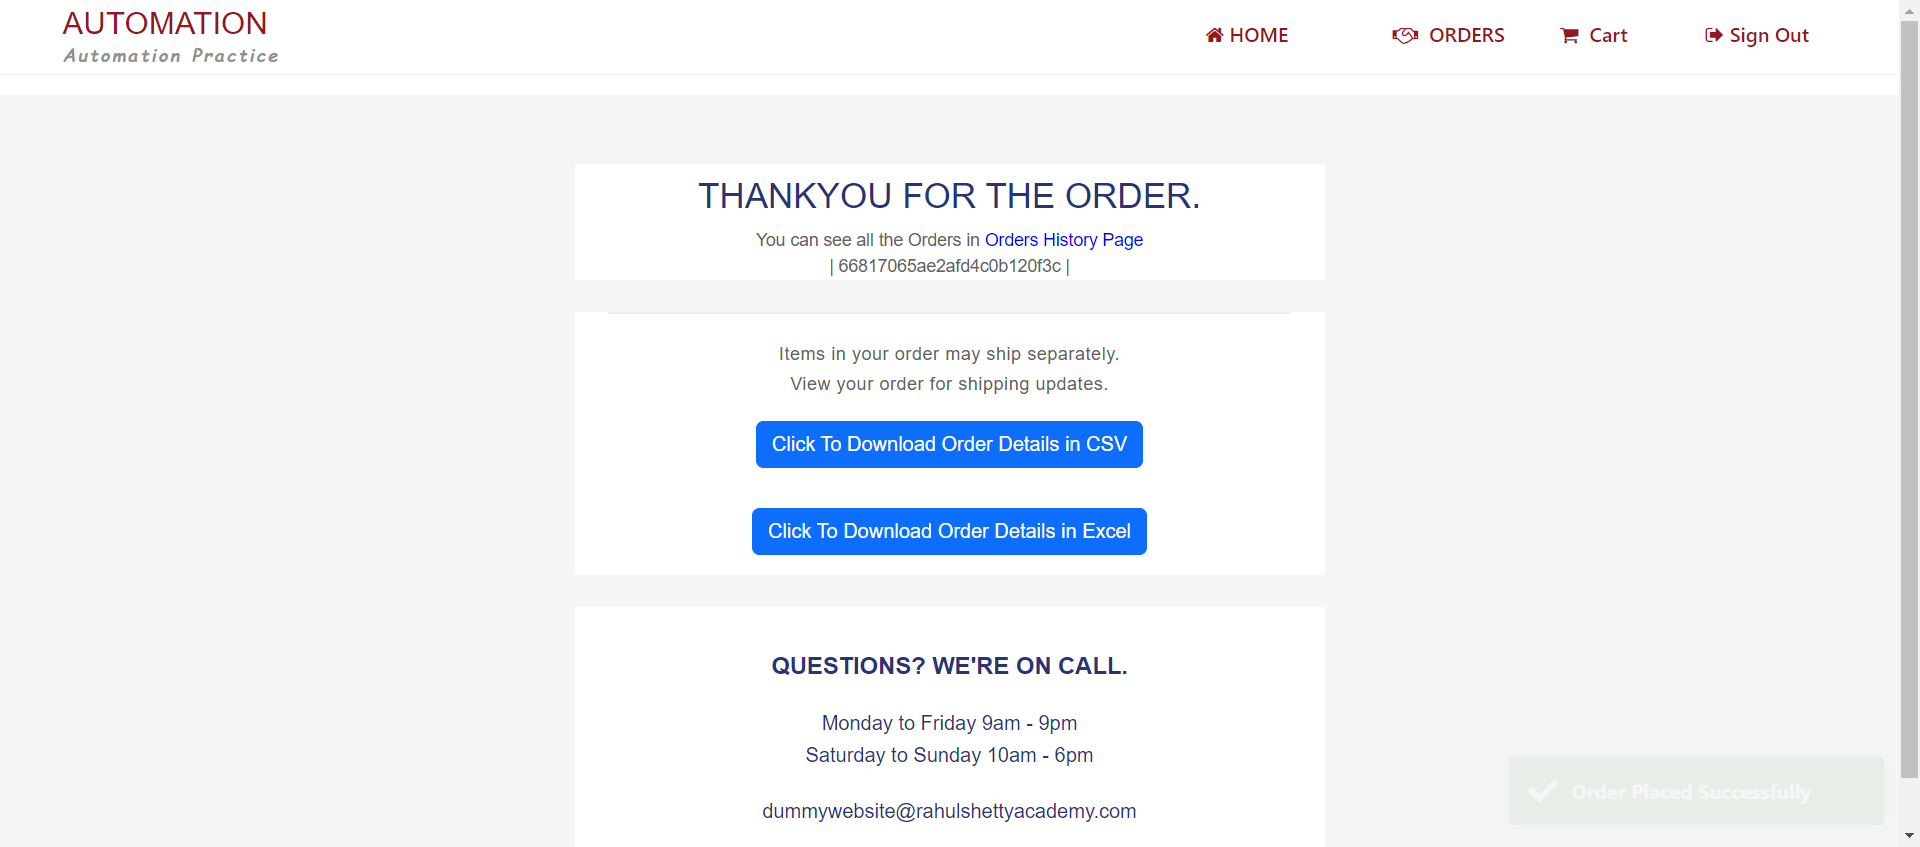 AUTOMATION
Automation Practice
HOME
ORDERS
Cart
Sign Out
THANKYOU FOR THE ORDER.
You can see all the Orders in Orders History Page
| 66817065ae2afd4c0b120f3c |
Items in your order may ship separately.
View your order for shipping updates.
Click To Download Order Details in CSV
Click To Download Order Details in Excel
QUESTIONS? WE'RE ON CALL.
Monday to Friday 9am - 9pm
Saturday to Sunday 10am - 6pm
dummywebsite@rahulshettyacademy.com
Order Placed Successfully